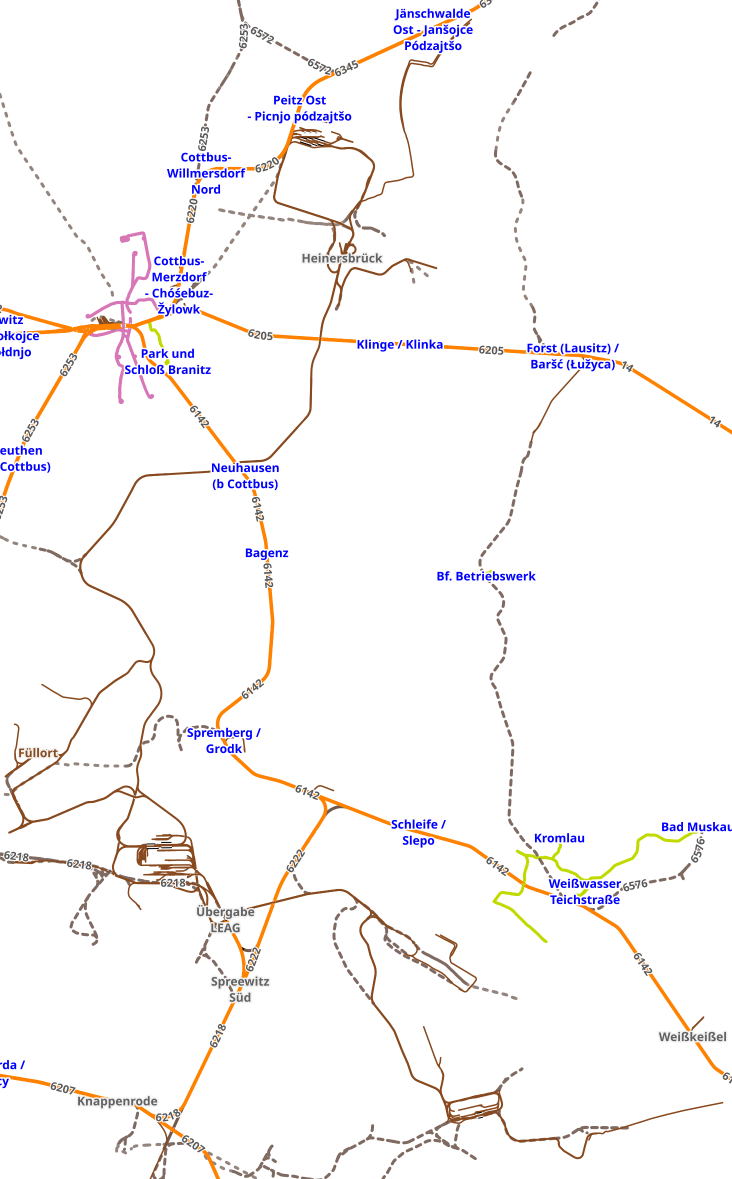 Jänschwalde
Ost - Janšojce
Pódzajtšo
6253
6572
6572
6345
Peitz Ost
- Picnjo pódzajtšo
6253
Cottbus-
Willmersdorf
Nord
6220
6220
Heinersbrück
Cottbus-
Merzdorf
- Chóśebuz-
Žylowk
witz
ołkojce
ołdnjo
6205
Klinge / Klinka
6205
Forst (Lausitz) /
Baršć (Łužyca)
14
14
Park und
Schloß Branitz
6253
6142
6253
euthen
Cottbus)
Neuhausen
(b Cottbus)
6253
6142
Bagenz
6142
Bf. Betriebswerk
6142
Spremberg /
Grodk
Füllort
6142
Schleife /
Slepo
Kromlau
Bad Muskau
6576
6218
6218
6218
6222
6142
Weißwasser
Teichstraße
6576
Übergabe
LEAG
6222
6142
Spreewitz
Süd
6218
Weißkeißel
rda /
cy
6207
Knappenrode
6218
6207